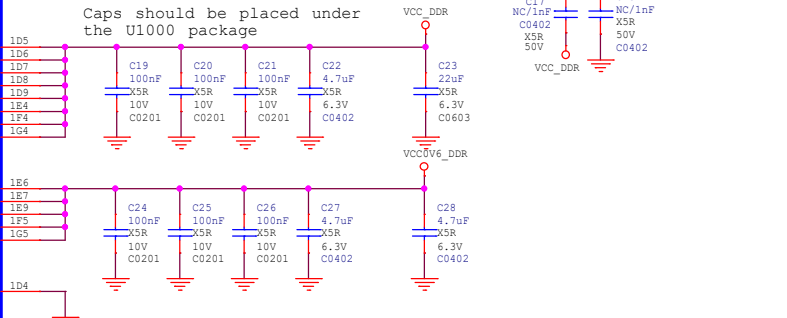 Caps should be placed under
the U1000 package
VCC_DDR
NC/1nF
C0402
X5R
50V
VCC_DDR
NC/1nF
X5R
50V
C0402
1D5
1D6
1D7
1D8
1D9
1E4
1F4
1G4
C19
100nF
X5R
10V
C0201
C20
100nF
X5R
10V
C0201
C21
100nF
X5R
10V
C0201
C22
4.7uF
X5R
6.3V
C0402
C23
22uF
X5R
6.3V
C0603
VCC0V6_DDR
1E6
1E7
1E9
1F5
1G5
C24
100nF
X5R
10V
C0201
C25
100nF
X5R
10V
C0201
C26
100nF
X5R
10V
C0201
C27
4.7uF
X5R
6.3V
C0402
C28
4.7uF
X5R
6.3V
C0402
1D4